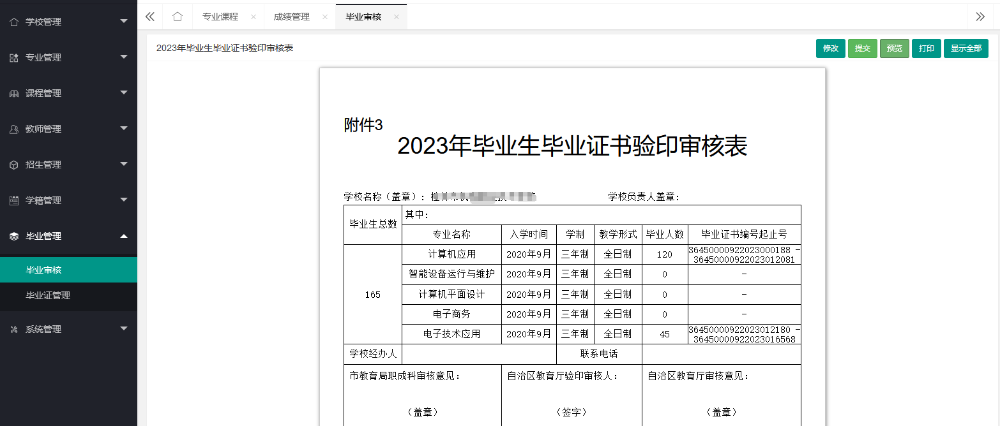 学校管理
专业管理
课程管理
教师管理
招生管理
学籍管理
毕业管理
毕业审核
毕业证管理
系统管理
专业课程
成绩管理
毕业审核
2023年毕业生毕业证书验印审核表
修改 提交 预览 打印 显示全部
附件3
2023年毕业生毕业证书验印审核表
学校名称（盖章）： 学校负责人盖章：
毕业生总数 其中：
专业名称 入学时间 学制 教学形式 毕业人数 毕业证书编号起止号
165
计算机应用 2020年9月 三年制 全日制 120 36450000922023000188 -
36450000922023012081
智能设备运行与维护 2020年9月 三年制 全日制 0 -
计算机平面设计 2020年9月 三年制 全日制 0 -
电子商务 2020年9月 三年制 全日制 0 -
电子技术应用 2020年9月 三年制 全日制 45 36450000922023012180 -
36450000922023016568
学校经办人 联系电话
市教育局职成科审核意见： 自治区教育厅验印审核人： 自治区教育厅审核意见：
（盖章） （签字） （盖章）